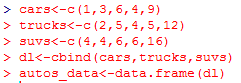 > cars<-c(1,3,6,4,9)
> trucks<-c(2,5,4,5,12)
> suvs<-c(4,4,6,6,16)
> dl<-cbind(cars,trucks,suvs)
> autos_data<-data.frame(dl)